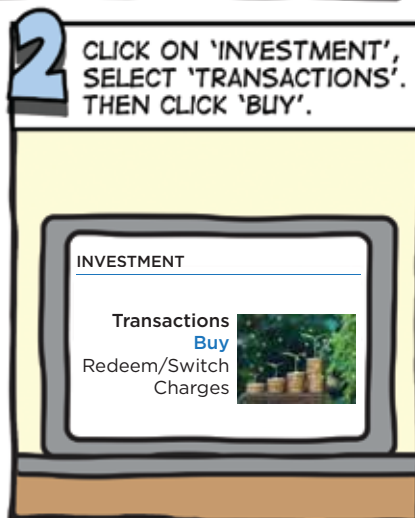 2
CLICK ON ‘INVESTMENT’,
SELECT ‘TRANSACTIONS’.
THEN CLICK ‘BUY’.
INVESTMENT
Transactions
Buy
Redeem/Switch
Charges